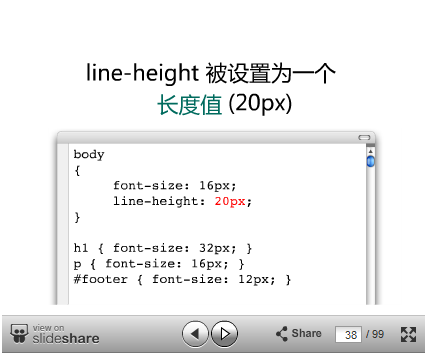 line-height 被设置为一个
长度值 (20px)
body
{
font-size: 16px;
line-height: 20px;
}
h1 { font-size: 32px; }
p { font-size: 16px; }
#footer { font-size: 12px; }
view on
slideshare
Share
38 / 99